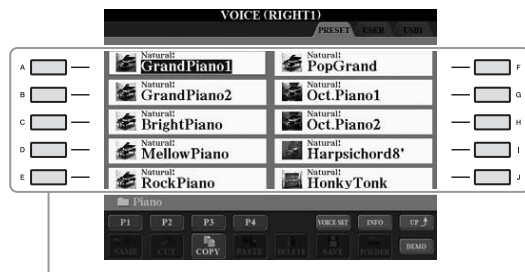 VOICE (RIGHT1)
PRESET USER USB1
A Natural! GrandPiano1 Natural! PopGrand F
B Natural! GrandPiano2 Natural! Oct.Piano1 G
C Natural! BrightPiano Natural! Oct.Piano2 H
D Natural! MellowPiano Natural! Harpsichord8' I
E Natural! RockPiano Natural! HonkyTonk J
Piano
P1 P2 P3 P4 VOICE SET INFO UP
NAME CUT COPY PASTE DELETE SAVE FOLDER DEMO